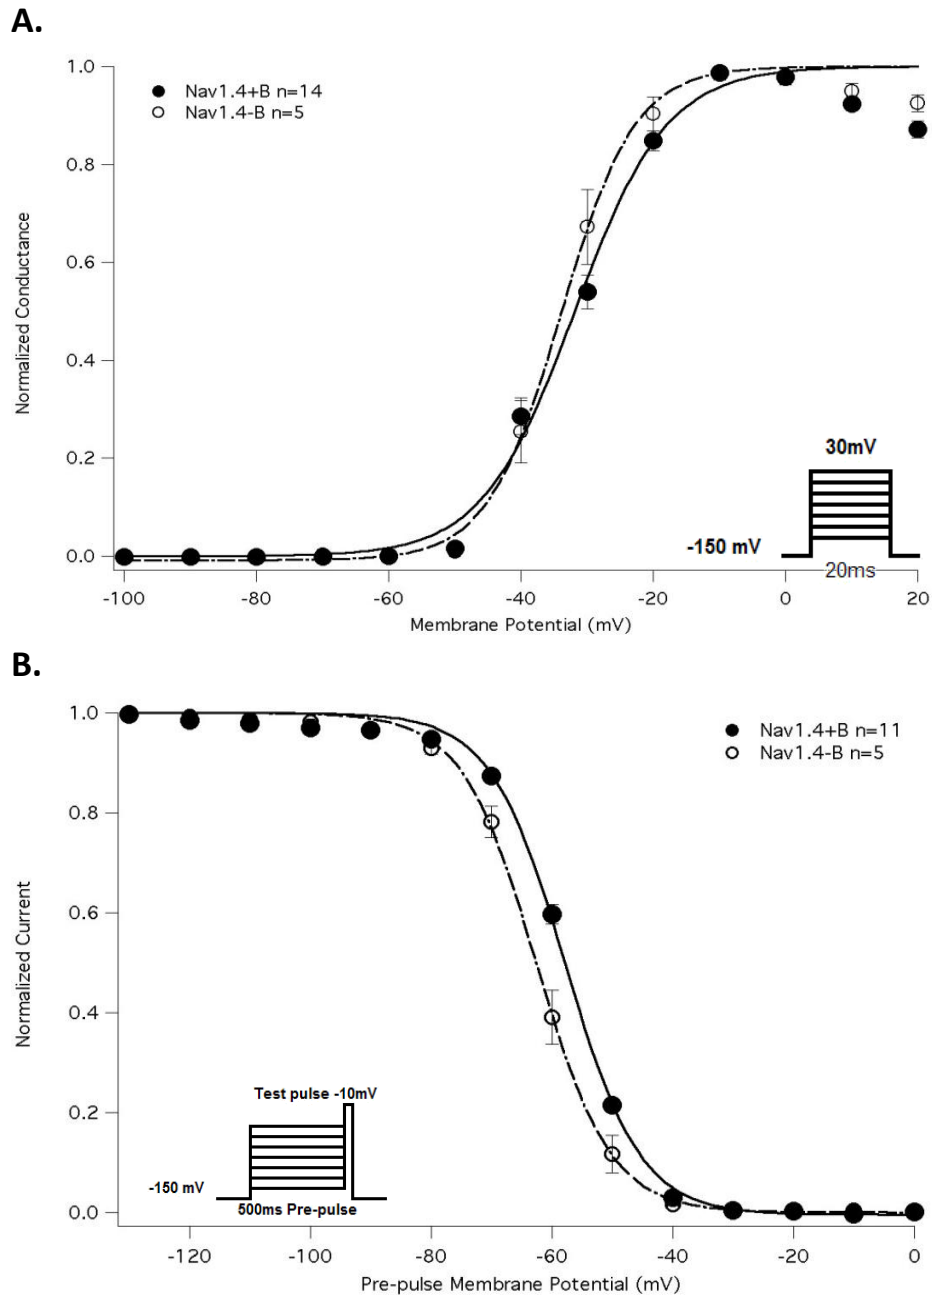 A.
1.0
0.8
0.6
0.4
0.2
0.0
Normalized Conductance
Nav1.4+B n=14
Nav1.4-B n=5
30mV
-150 mV
20ms
-100
-80
-60
-40
-20
0
20
Membrane Potential (mV)
B.
1.0
0.8
0.6
0.4
0.2
0.0
Normalized Current
Nav1.4+B n=11
Nav1.4-B n=5
Test pulse -10mV
-150 mV
500ms Pre-pulse
-120
-100
-80
-60
-40
-20
0
Pre-pulse Membrane Potential (mV)